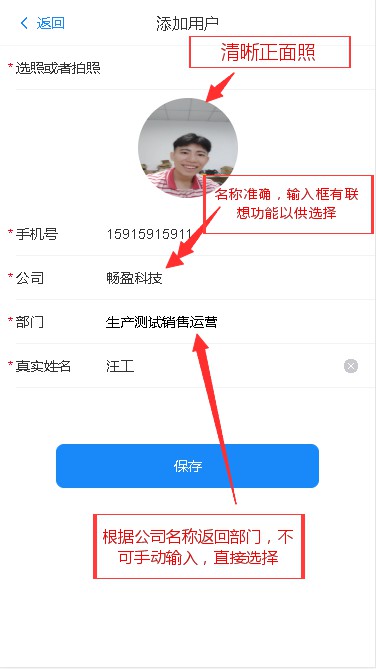 返回
添加用户
清晰正面照
*选照或者拍照
名称准确，输入框有联
想功能以供选择
*手机号 15915915911
*公司 畅盈科技
*部门 生产测试销售运营
*真实姓名 汪工
保存
根据公司名称返回部门，不
可手动输入，直接选择